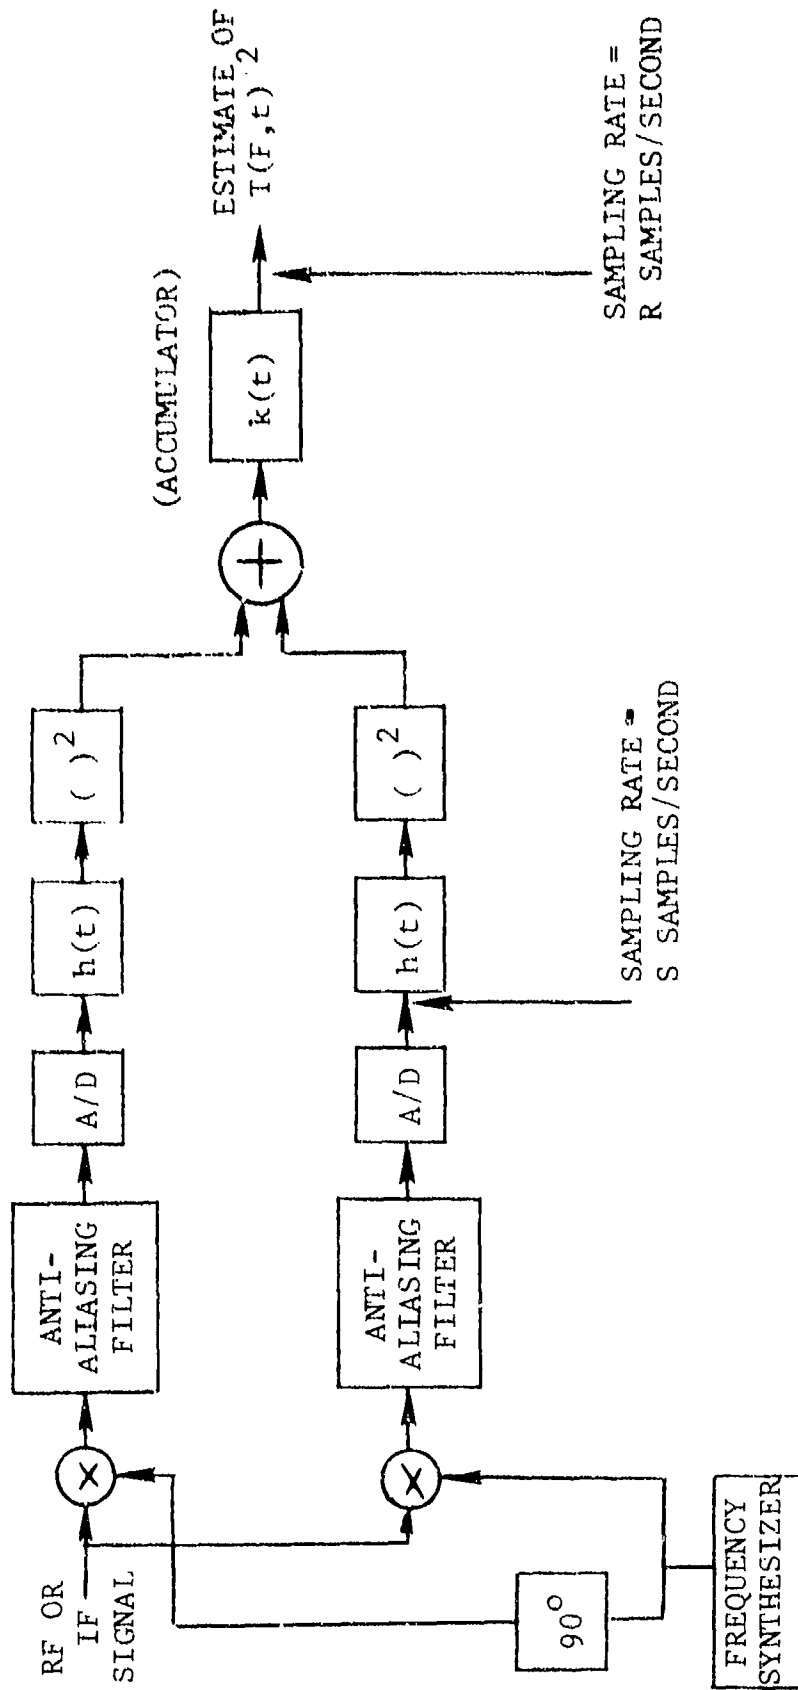 RF OR
IF
SIGNAL
ANTI-
ALIASING
FILTER
A/D
h(t)
( )²
(ACCUMULATOR)
+
k(t)
ESTIMATE OF
T(F,t) 2
×
ANTI-
ALIASING
FILTER
A/D
h(t)
( )²
×
90°
FREQUENCY
SYNTHESIZER
SAMPLING RATE =
S SAMPLES/SECOND
SAMPLING RATE =
R SAMPLES/SECOND